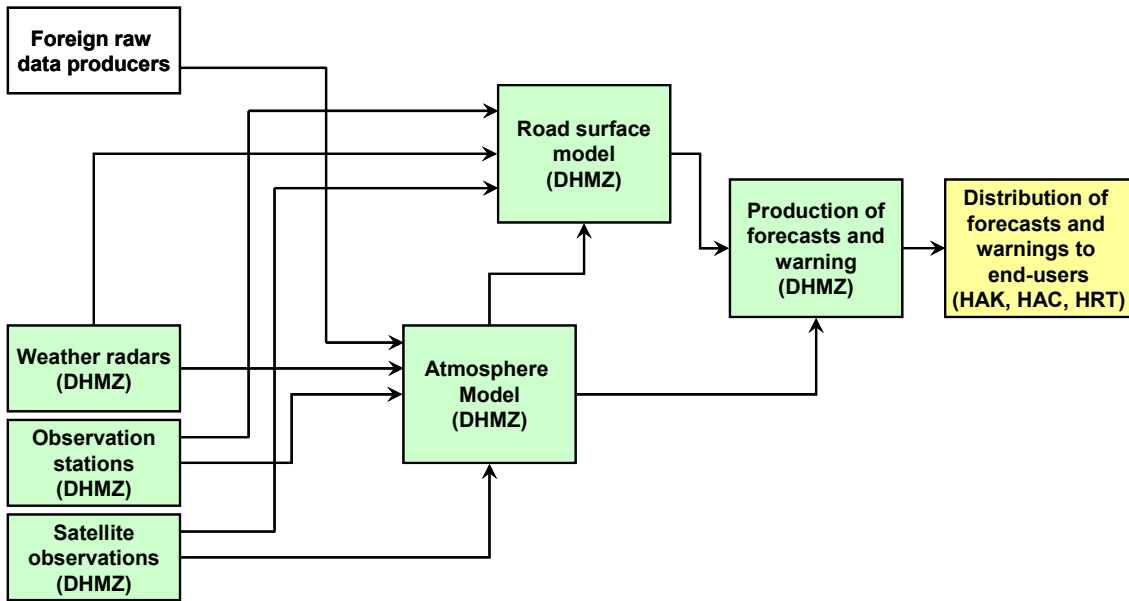 Foreign raw
data producers
Road surface
model
(DHMZ)
Production of
forecasts and
warning
(DHMZ)
Distribution of
forecasts and
warnings to
end-users
(HAK, HAC, HRT)
Weather radars
(DHMZ)
Atmosphere
Model
(DHMZ)
Observation
stations
(DHMZ)
Satellite
observations
(DHMZ)